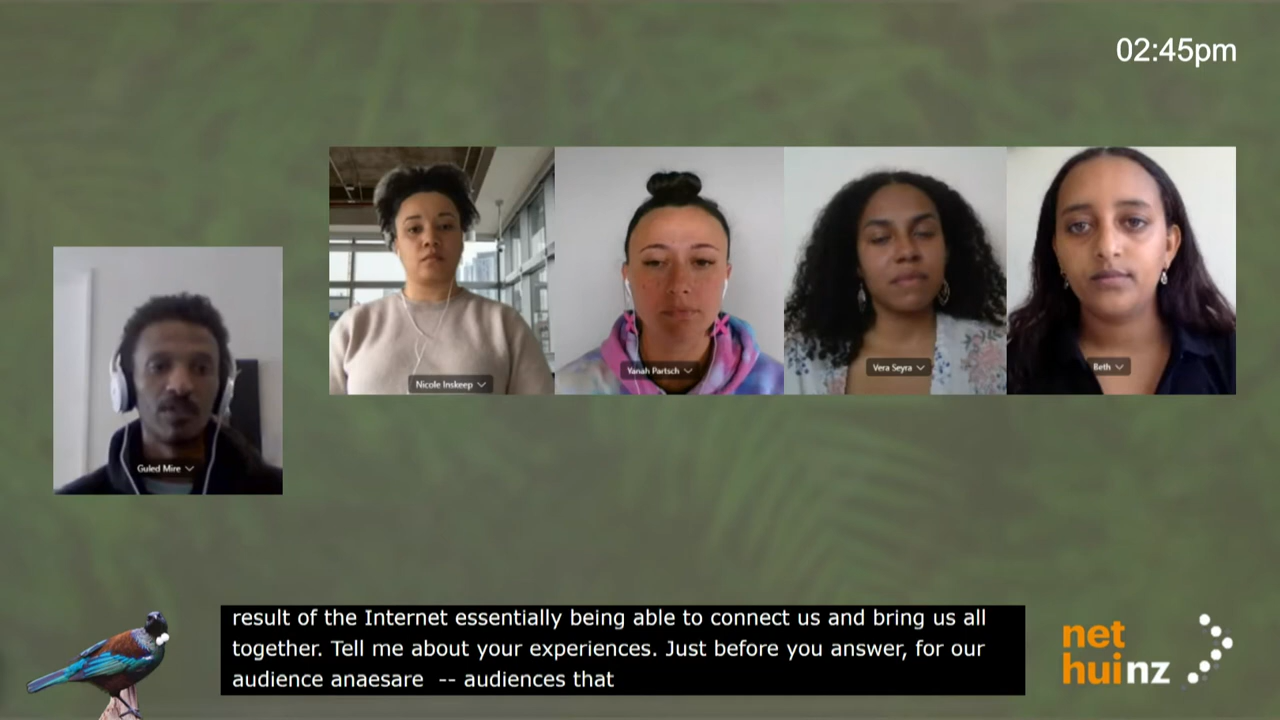 02:45pm
Guled Mire
Nicole Inskeep
Yanah Partsch
Vera Seyra
Beth
result of the Internet essentially being able to connect us and bring us all
together. Tell me about your experiences. Just before you answer, for our
audience anaesare -- audiences that
net
huinz